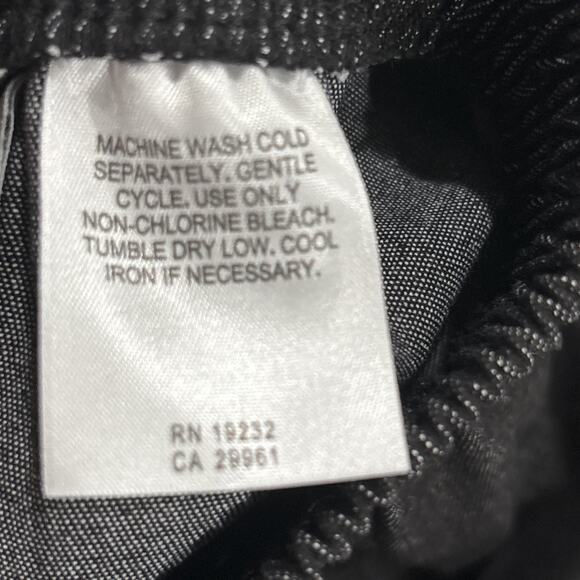 MACHINE WASH COLD
SEPARATELY. GENTLE
CYCLE. USE ONLY
NON-CHLORINE BLEACH.
TUMBLE DRY LOW. COOL
IRON IF NECESSARY.
RN 19232
CA 29961